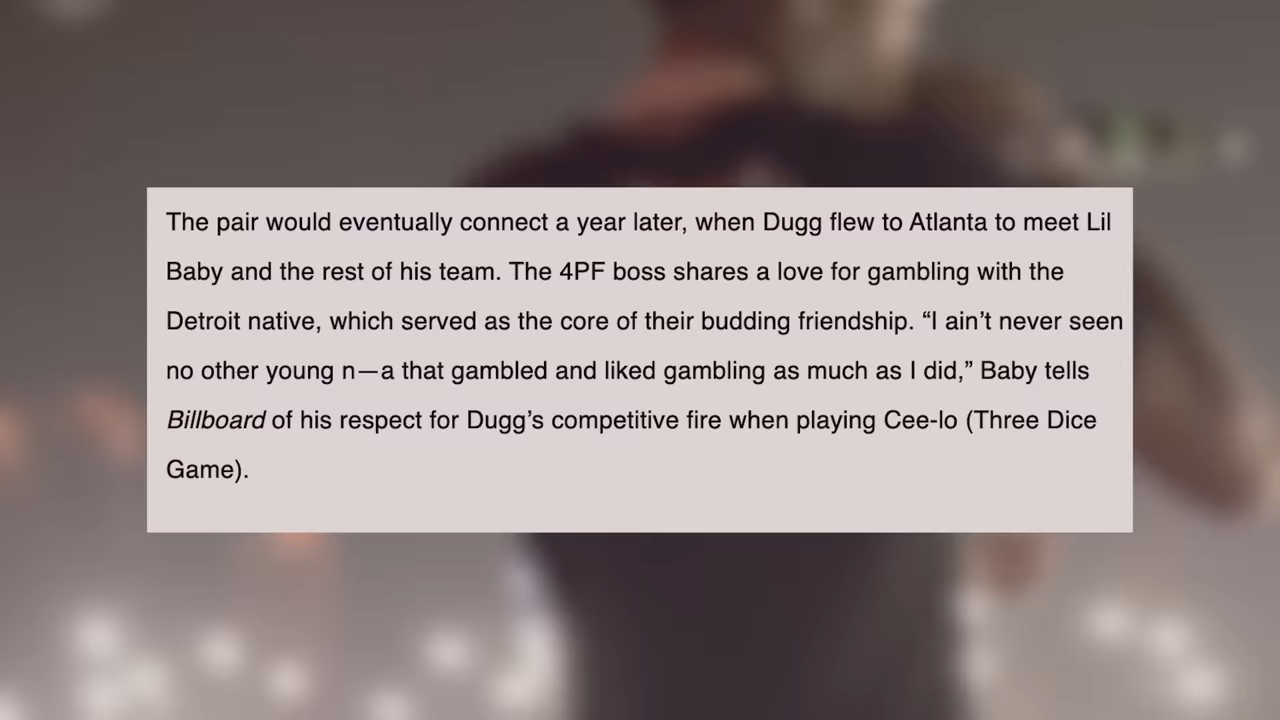 The pair would eventually connect a year later, when Dugg flew to Atlanta to meet Lil
Baby and the rest of his team. The 4PF boss shares a love for gambling with the
Detroit native, which served as the core of their budding friendship. “I ain’t never seen
no other young n—a that gambled and liked gambling as much as I did,” Baby tells
Billboard of his respect for Dugg’s competitive fire when playing Cee-lo (Three Dice
Game).